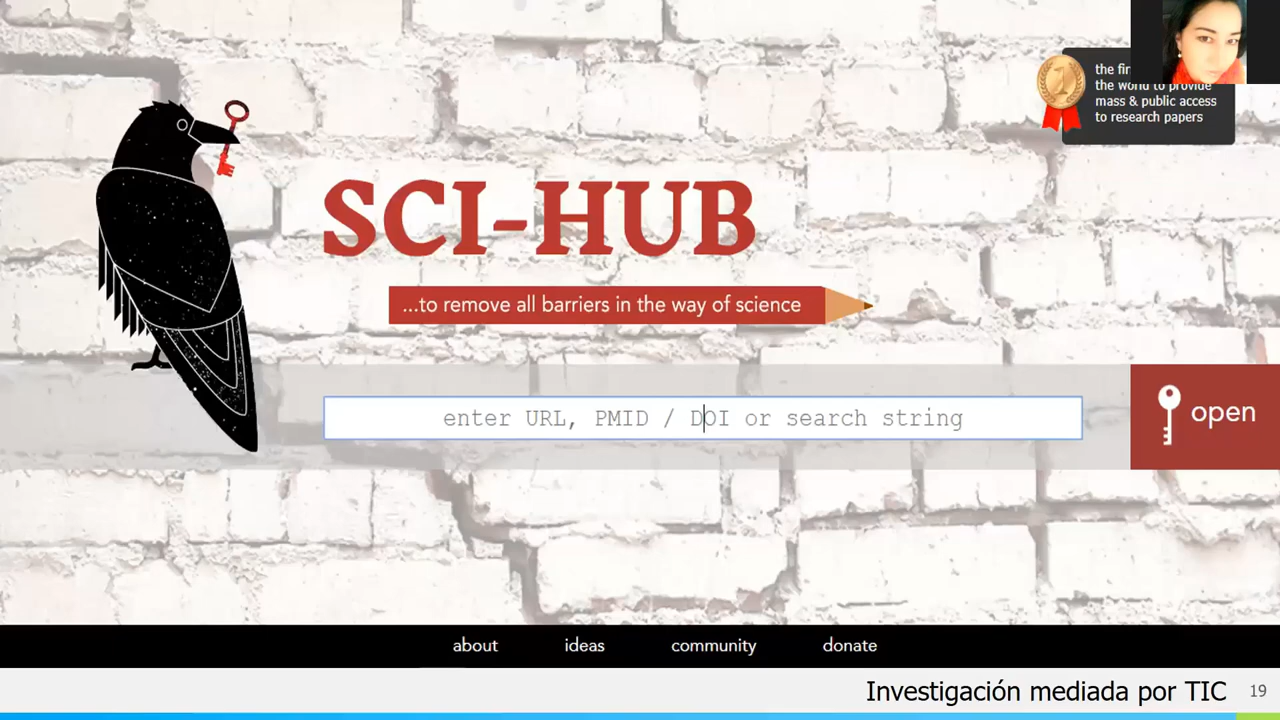 the fir
the world to provide
mass & public access
to research papers
SCI-HUB
...to remove all barriers in the way of science
enter URL, PMID / DOI or search string
open
about ideas community donate
Investigación mediada por TIC 19